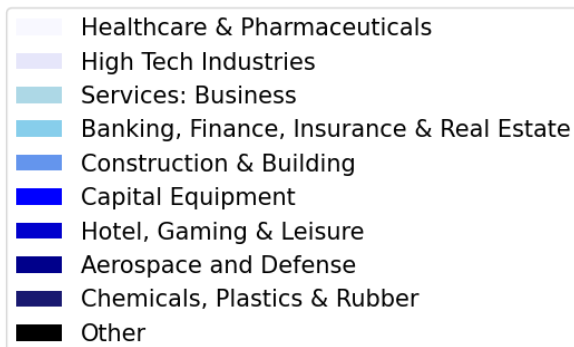 Healthcare & Pharmaceuticals
High Tech Industries
Services: Business
Banking, Finance, Insurance & Real Estate
Construction & Building
Capital Equipment
Hotel, Gaming & Leisure
Aerospace and Defense
Chemicals, Plastics & Rubber
Other